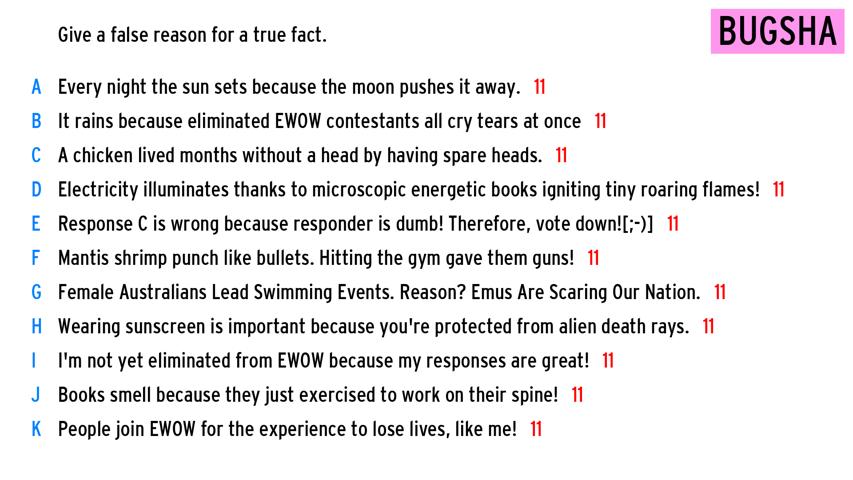 Give a false reason for a true fact.
BUGSHA
A Every night the sun sets because the moon pushes it away. 11
B It rains because eliminated EWOW contestants all cry tears at once 11
C A chicken lived months without a head by having spare heads. 11
D Electricity illuminates thanks to microscopic energetic books igniting tiny roaring flames! 11
E Response C is wrong because responder is dumb! Therefore, vote down![;-)] 11
F Mantis shrimp punch like bullets. Hitting the gym gave them guns! 11
G Female Australians Lead Swimming Events. Reason? Emus Are Scaring Our Nation. 11
H Wearing sunscreen is important because you're protected from alien death rays. 11
I I'm not yet eliminated from EWOW because my responses are great! 11
J Books smell because they just exercised to work on their spine! 11
K People join EWOW for the experience to lose lives, like me! 11